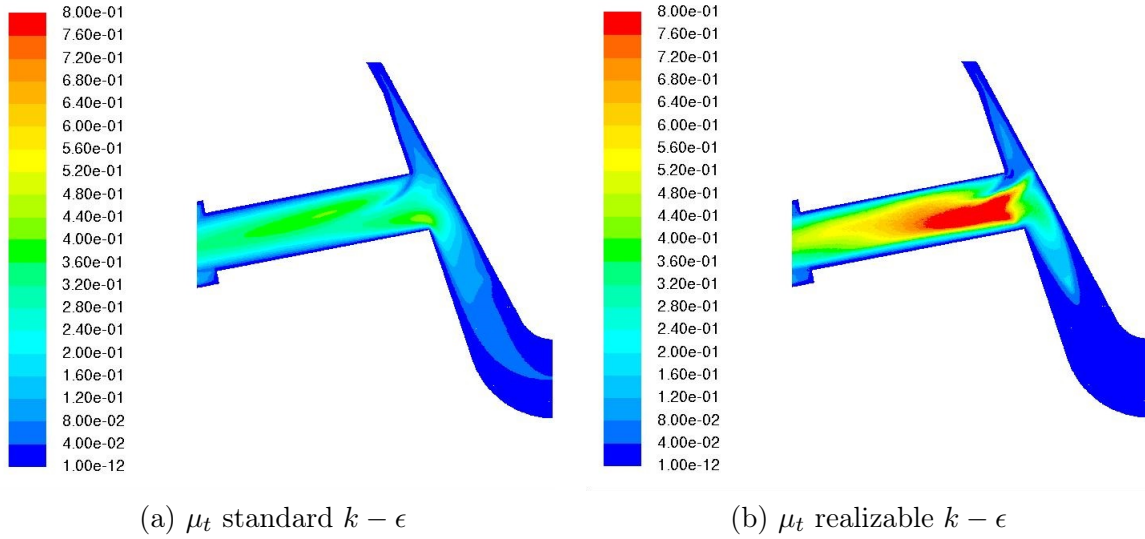 8.00e-01
7.60e-01
7.20e-01
6.80e-01
6.40e-01
6.00e-01
5.60e-01
5.20e-01
4.80e-01
4.40e-01
4.00e-01
3.60e-01
3.20e-01
2.80e-01
2.40e-01
2.00e-01
1.60e-01
1.20e-01
8.00e-02
4.00e-02
1.00e-12
(a) μt standard k − ϵ
8.00e-01
7.60e-01
7.20e-01
6.80e-01
6.40e-01
6.00e-01
5.60e-01
5.20e-01
4.80e-01
4.40e-01
4.00e-01
3.60e-01
3.20e-01
2.80e-01
2.40e-01
2.00e-01
1.60e-01
1.20e-01
8.00e-02
4.00e-02
1.00e-12
(b) μt realizable k − ϵ